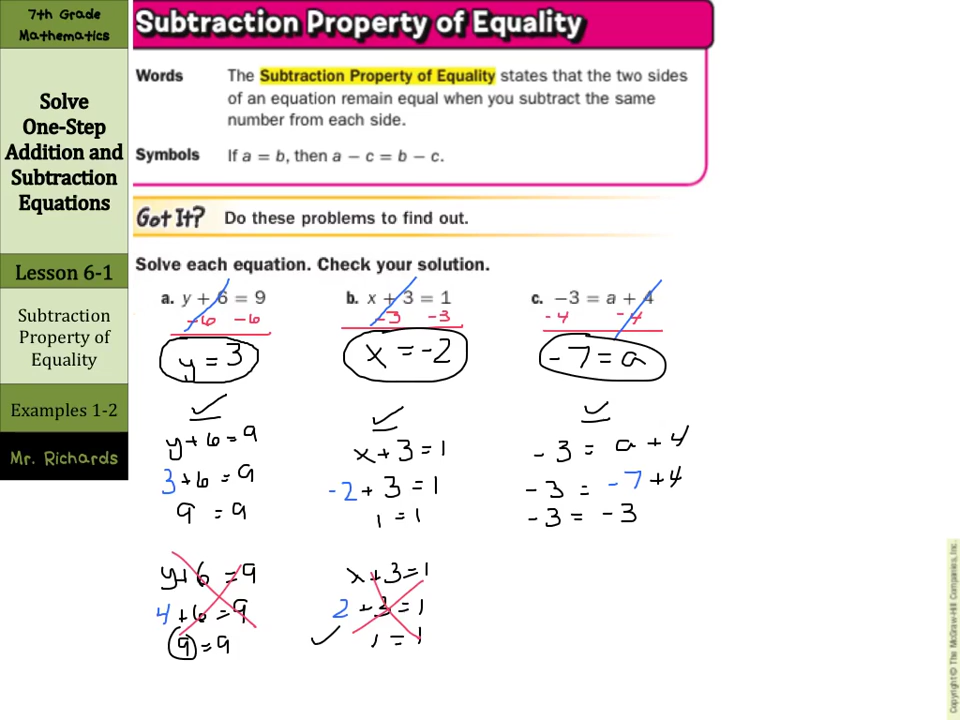 7th Grade
Mathematics
Solve
One-Step
Addition and
Subtraction
Equations
Lesson 6-1
Subtraction
Property of
Equality
Examples 1-2
Mr. Richards
Subtraction Property of Equality
Words The Subtraction Property of Equality states that the two sides
of an equation remain equal when you subtract the same
number from each side.
Symbols If a = b, then a − c = b − c.
Got It? Do these problems to find out.
Solve each equation. Check your solution.
a. y + 6 = 9
-6 -6
y = 3
y+6=9
3+6=9
9=9
y+6=9
4+6=9
9=9
b. x + 3 = 1
-3 -3
x = -2
x+3=1
-2+3=1
1=1
x+3=1
2+3=1
1=1
c. −3 = a + 4
-4 -4
-7 = a
-3 = a+4
-3 = -7+4
-3 = -3
Copyright © The McGraw-Hill Companies, Inc.